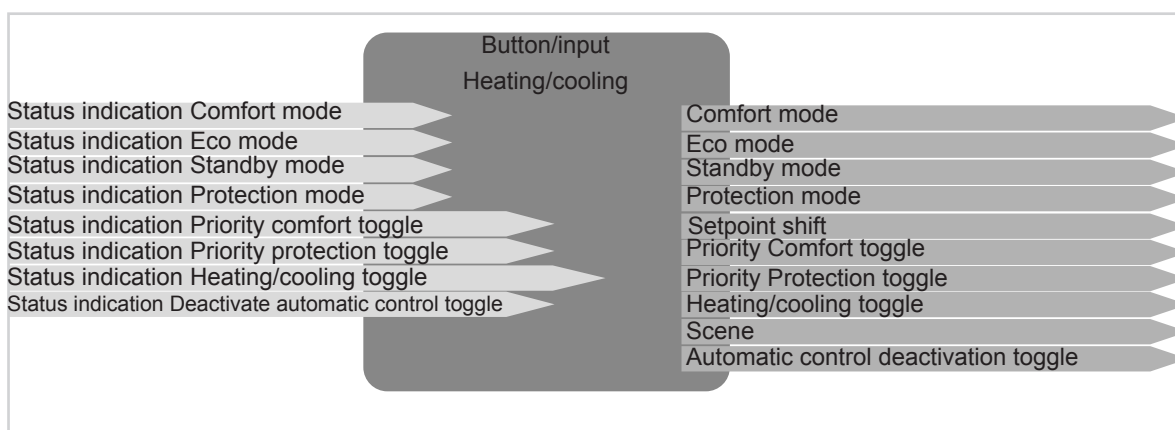 Button/input
Heating/cooling
Status indication Comfort mode
Status indication Eco mode
Status indication Standby mode
Status indication Protection mode
Status indication Priority comfort toggle
Status indication Priority protection toggle
Status indication Heating/cooling toggle
Status indication Deactivate automatic control toggle
Comfort mode
Eco mode
Standby mode
Protection mode
Setpoint shift
Priority Comfort toggle
Priority Protection toggle
Heating/cooling toggle
Scene
Automatic control deactivation toggle